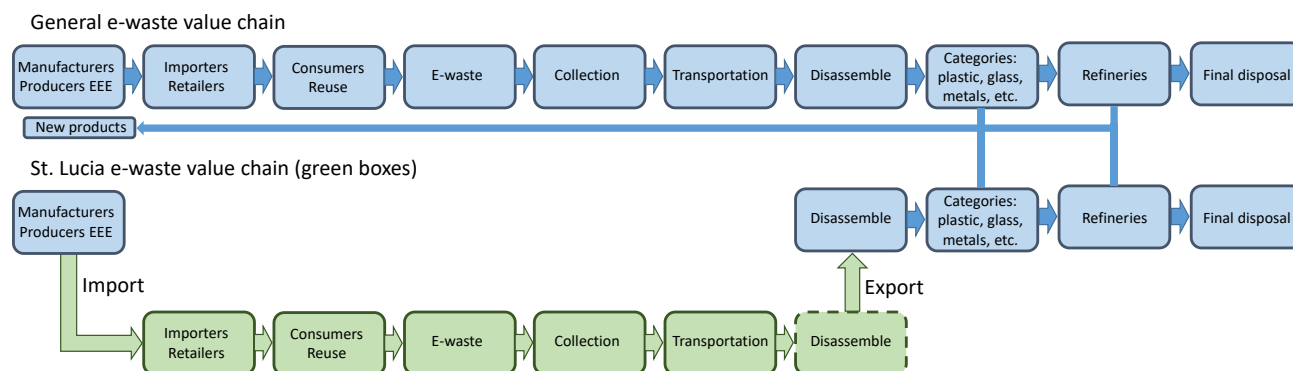 General e-waste value chain
Manufacturers
Producers EEE
Importers
Retailers
Consumers
Reuse
E-waste
Collection
Transportation
Disassemble
Categories:
plastic, glass,
metals, etc.
Refineries
Final disposal
New products
St. Lucia e-waste value chain (green boxes)
Manufacturers
Producers EEE
Disassemble
Categories:
plastic, glass,
metals, etc.
Refineries
Final disposal
Import
Export
Importers
Retailers
Consumers
Reuse
E-waste
Collection
Transportation
Disassemble